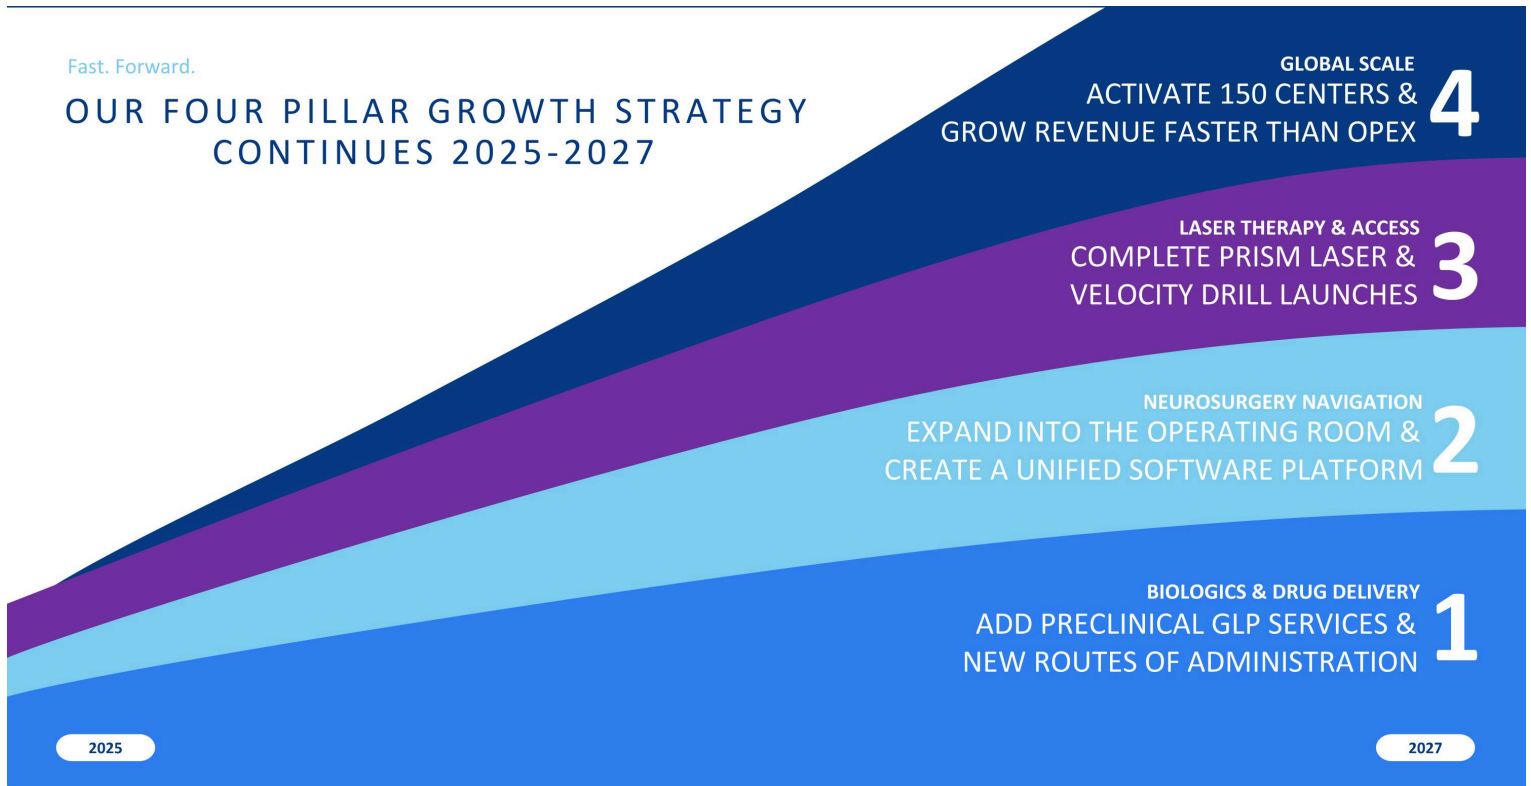 Fast. Forward.
OUR FOUR PILLAR GROWTH STRATEGY
CONTINUES 2025-2027
GLOBAL SCALE
ACTIVATE 150 CENTERS &
GROW REVENUE FASTER THAN OPEX
4
LASER THERAPY & ACCESS
COMPLETE PRISM LASER &
VELOCITY DRILL LAUNCHES
3
NEUROSURGERY NAVIGATION
EXPAND INTO THE OPERATING ROOM &
CREATE A UNIFIED SOFTWARE PLATFORM
2
BIOLOGICS & DRUG DELIVERY
ADD PRECLINICAL GLP SERVICES &
NEW ROUTES OF ADMINISTRATION
1
2025
2027